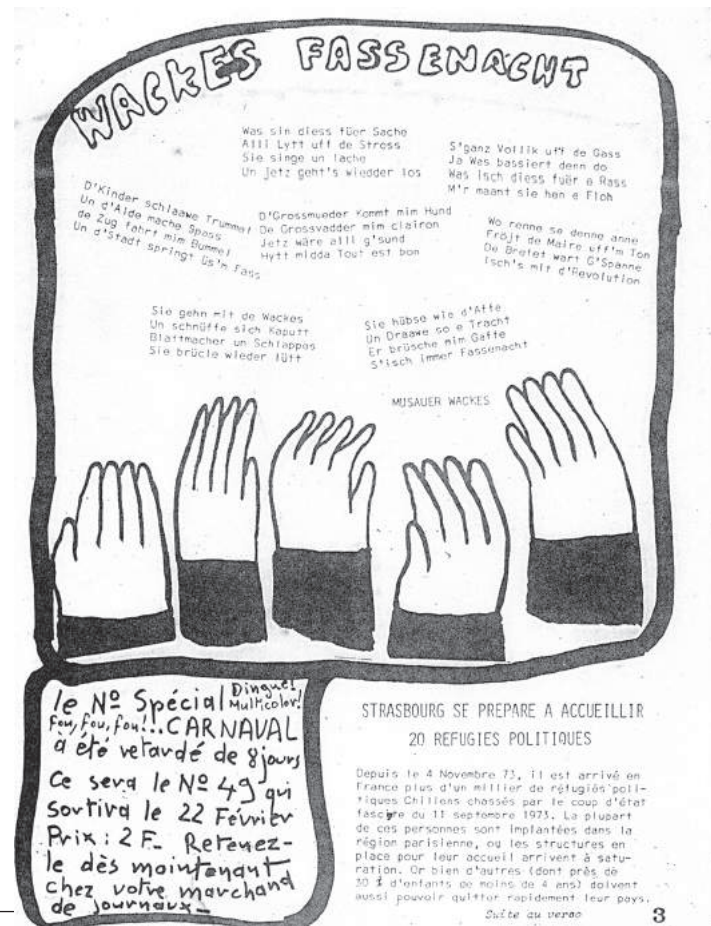 WACKES FASSENACHT
Was sin diess füer Sache
Alli Lytt uff de Stross
Sie singe un lache
Un jetz geht's wiedder los
S'ganz Vollik uff de Gass
Ja Was bassiert denn do
Was isch diess füer e Rass
M'r maant sie hen e Floh
D'Kinder schlaawe Trummel
Un d'Alde mache Spass
de Zug fahrt mim Bummel
Un d'Stadt springt üs'm Fass
D'Grossmueder Kommt mim Hund
De Grossvadder mim clairon
Jetz wäre alli g'sund
Hytt midda Tout est bon
Wo renne so denne anne
Fröjt de Maire uff'm Ton
De Bretet wart G'Spänne
Isch's mit d'Revolution
Sie gehn mit de Wackes
Un schnüffe sich Kaputt
Blattmacher un Schlappos
Sie brücle wieder lütt
Sie hübse wie d'Affe
Un Draawe so e Tracht
Er brüsche mim Gaffe
S'isch immer Fassenacht
MUSAUER WACKES
le Nº Spécial Dingue! Multicolor!
Fou, fou, fou!... CARNAVAL
à été retardé de 8 jours
Ce sera le Nº 49 qui
sortira le 22 Février
Prix : 2 F_ Retenez-
le dès maintenant
chez votre marchand
de journaux_
STRASBOURG SE PREPARE A ACCUEILLIR
20 REFUGIES POLITIQUES
Depuis le 4 Novembre 73, il est arrivé en
France plus d'un millier de réfugiés poli-
tiques Chiliens chassés par le coup d'état
fasciste du 11 septembre 1973. La plupart
de ces personnes sont implantées dans la
région parisienne, ou les structures en
place pour leur accueil arrivent à satu-
ration. Or bien d'autres (dont près de
30 % d'enfants de moins de 4 ans) doivent
aussi pouvoir quitter rapidement leur pays.
Suite au verso
3